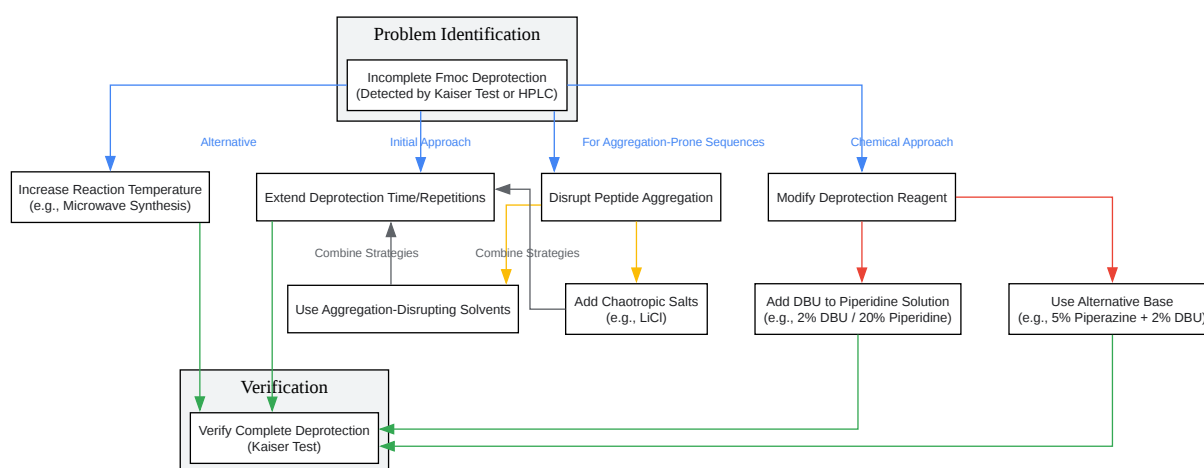 Problem Identification
Incomplete Fmoc Deprotection
(Detected by Kaiser Test or HPLC)
Alternative
Initial Approach
For Aggregation-Prone Sequences
Chemical Approach
Increase Reaction Temperature
(e.g., Microwave Synthesis)
Extend Deprotection Time/Repetitions
Disrupt Peptide Aggregation
Modify Deprotection Reagent
Combine Strategies
Combine Strategies
Use Aggregation-Disrupting Solvents
Add Chaotropic Salts
(e.g., LiCl)
Add DBU to Piperidine Solution
(e.g., 2% DBU / 20% Piperidine)
Use Alternative Base
(e.g., 5% Piperazine + 2% DBU)
Verification
Verify Complete Deprotection
(Kaiser Test)